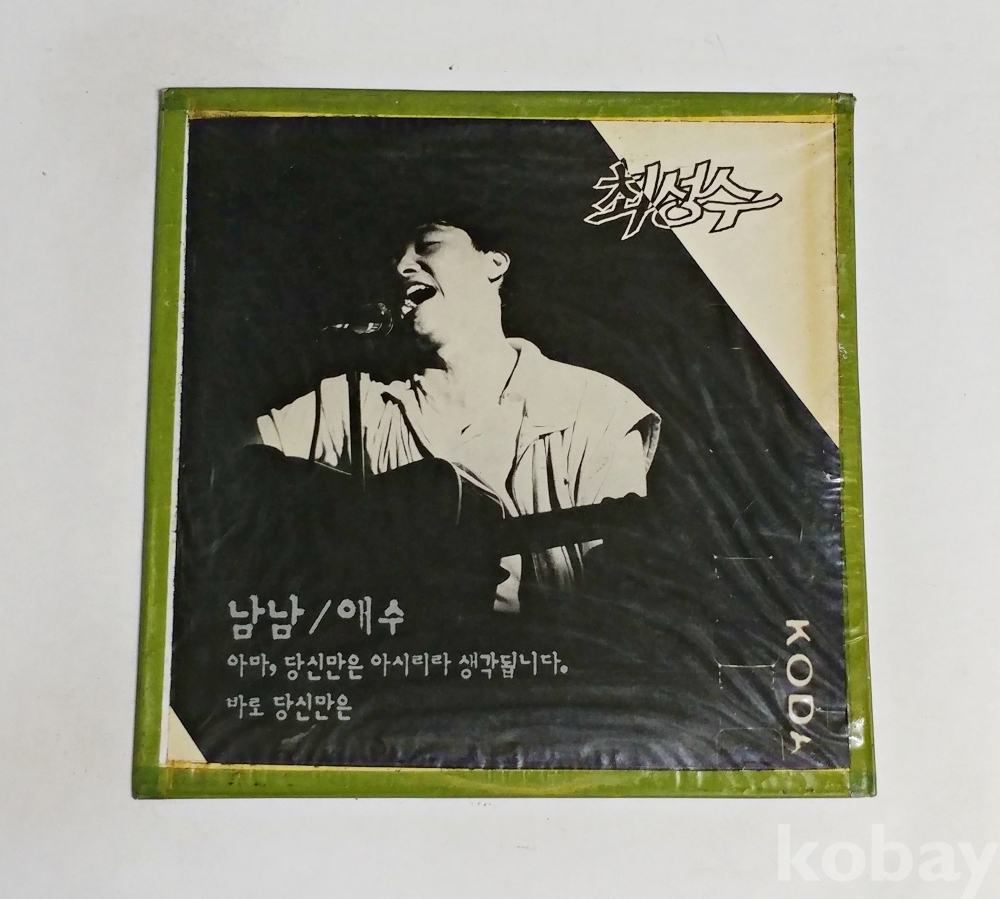 최성수
남남/애수
아마, 당신만은 아시리라 생각됩니다.
바로 당신만은
KODA
kobay